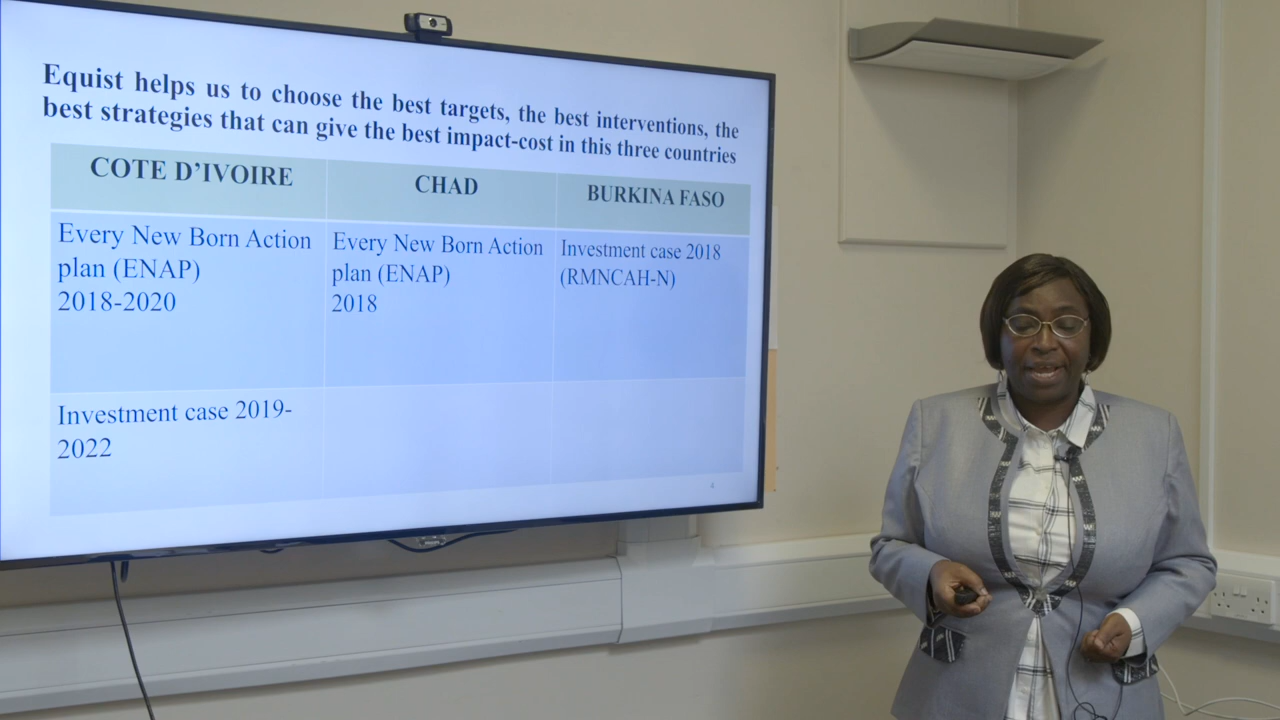 Equist helps us to choose the best targets, the best interventions, the
best strategies that can give the best impact-cost in this three countries
COTE D’IVOIRE
CHAD
BURKINA FASO
Every New Born Action
plan (ENAP)
2018-2020
Every New Born Action
plan (ENAP)
2018
Investment case 2018
(RMNCAH-N)
Investment case 2019-
2022